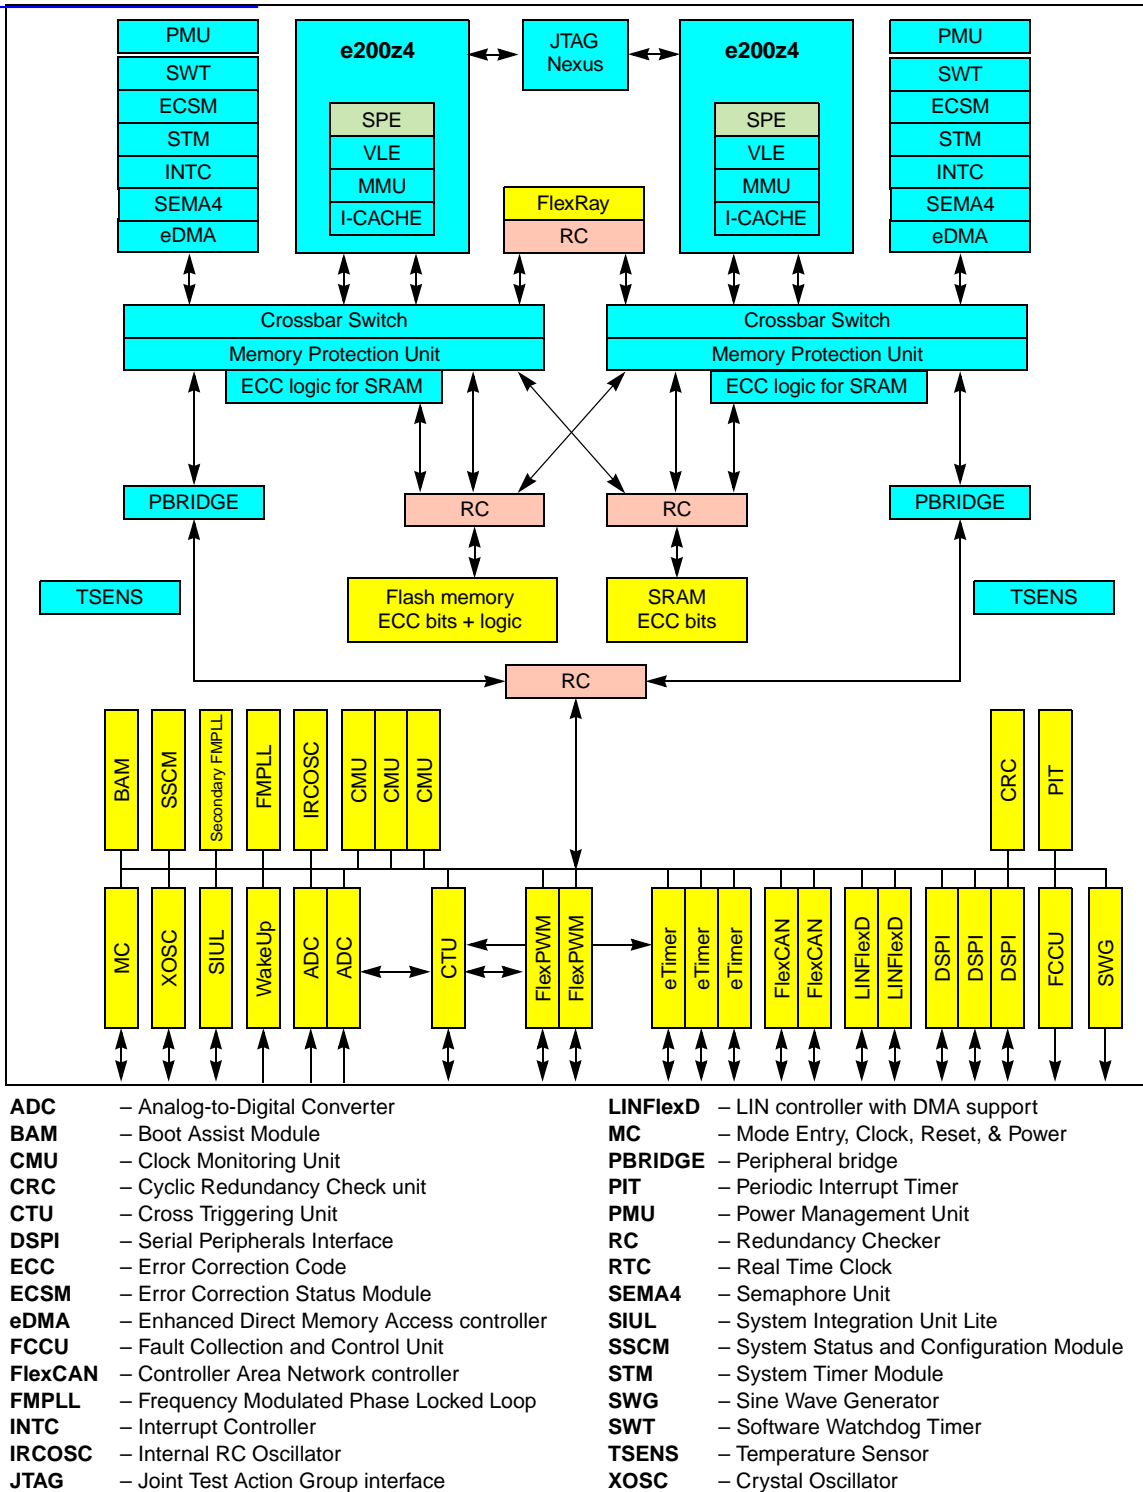 PMU
SWT
ECSM
STM
INTC
SEMA4
eDMA
e200z4
SPE
VLE
MMU
I-CACHE
JTAG
Nexus
FlexRay
RC
e200z4
SPE
VLE
MMU
I-CACHE
PMU
SWT
ECSM
STM
INTC
SEMA4
eDMA
Crossbar Switch
Memory Protection Unit
ECC logic for SRAM
Crossbar Switch
Memory Protection Unit
ECC logic for SRAM
PBRIDGE
RC
RC
PBRIDGE
TSENS
Flash memory
ECC bits + logic
SRAM
ECC bits
TSENS
RC
BAM
SSCM
Secondary FMPLL
FMPLL
IRCOSC
CMU
CMU
CMU
CRC
PIT
MC
XOSC
SIUL
WakeUp
ADC
ADC
CTU
FlexPWM
FlexPWM
eTimer
eTimer
eTimer
FlexCAN
FlexCAN
LINFlexD
LINFlexD
DSPI
DSPI
DSPI
FCCU
SWG
ADC – Analog-to-Digital Converter
BAM – Boot Assist Module
CMU – Clock Monitoring Unit
CRC – Cyclic Redundancy Check unit
CTU – Cross Triggering Unit
DSPI – Serial Peripherals Interface
ECC – Error Correction Code
ECSM – Error Correction Status Module
eDMA – Enhanced Direct Memory Access controller
FCCU – Fault Collection and Control Unit
FlexCAN – Controller Area Network controller
FMPLL – Frequency Modulated Phase Locked Loop
INTC – Interrupt Controller
IRCOSC – Internal RC Oscillator
JTAG – Joint Test Action Group interface
LINFlexD – LIN controller with DMA support
MC – Mode Entry, Clock, Reset, & Power
PBRIDGE – Peripheral bridge
PIT – Periodic Interrupt Timer
PMU – Power Management Unit
RC – Redundancy Checker
RTC – Real Time Clock
SEMA4 – Semaphore Unit
SIUL – System Integration Unit Lite
SSCM – System Status and Configuration Module
STM – System Timer Module
SWG – Sine Wave Generator
SWT – Software Watchdog Timer
TSENS – Temperature Sensor
XOSC – Crystal Oscillator